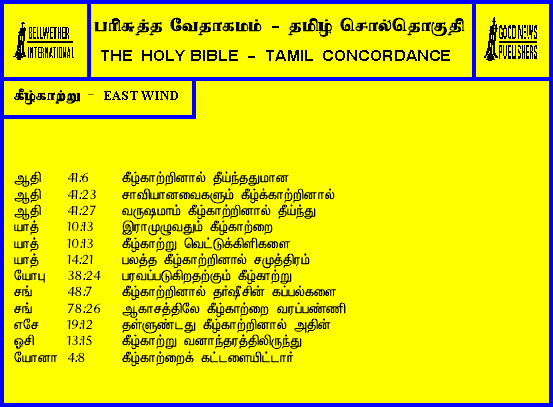 BELLWETHER
INTERNATIONAL
பரிசுத்த வேதாகமம் - தமிழ் சொல்தொகுதி
THE HOLY BIBLE - TAMIL CONCORDANCE
GOOD NEWS
PUBLISHERS
கீழ்காற்று - EAST WIND
ஆதி 41:6 கீழ்காற்றினால் தீய்ந்ததுமான
ஆதி 41:23 சாவியானவைகளும் கீழ்க்காற்றினால்
ஆதி 41:27 வருஷமாம் கீழ்காற்றினால் தீய்ந்து
யாத் 10:13 இராமுழுவதும் கீழ்காற்றை
யாத் 10:13 கீழ்காற்று வெட்டுக்கிளிகளை
யாத் 14:21 பலத்த கீழ்காற்றினால் சமுத்திரம்
யோபு 38:24 பரவப்படுகிறதற்கும் கீழ்காற்று
சங் 48:7 கீழ்காற்றினால் தர்ஷீசின் கப்பல்களை
சங் 78:26 ஆகாசத்திலே கீழ்காற்றை வரப்பண்ணி
எசே 19:12 தள்ளுண்டது கீழ்காற்றினால் அதின்
ஓசி 13:15 கீழ்காற்று வனாந்தரத்திலிருந்து
யோனா 4:8 கீழ்காற்றைக் கட்டளையிட்டார்